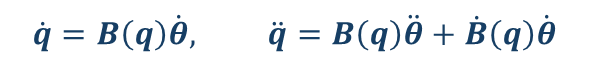 q̇ = B(q)θ̇, q̈ = B(q)θ̈ + Ḃ(q)θ̇